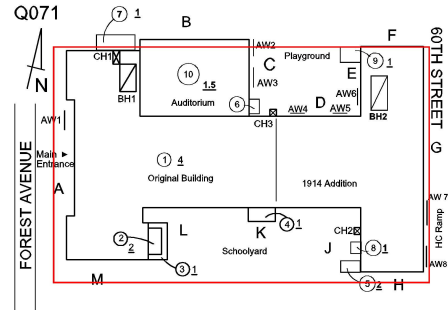 Q071
7 1
B
F
N
CH1
BH1
AW2
Playground
9 1
C
AW3
E
10
1.5
Auditorium
6
CH3
AW4
D
AW5
AW6
BH2
60TH STREET
G
AW1
Main
Entrance
A
1 4
Original Building
1914 Addition
FOREST AVENUE
AW7
HC Ramp
AW8
2
2
L
K
4 1
CH2
J
8 1
Schoolyard
3 1
5 2
M
H